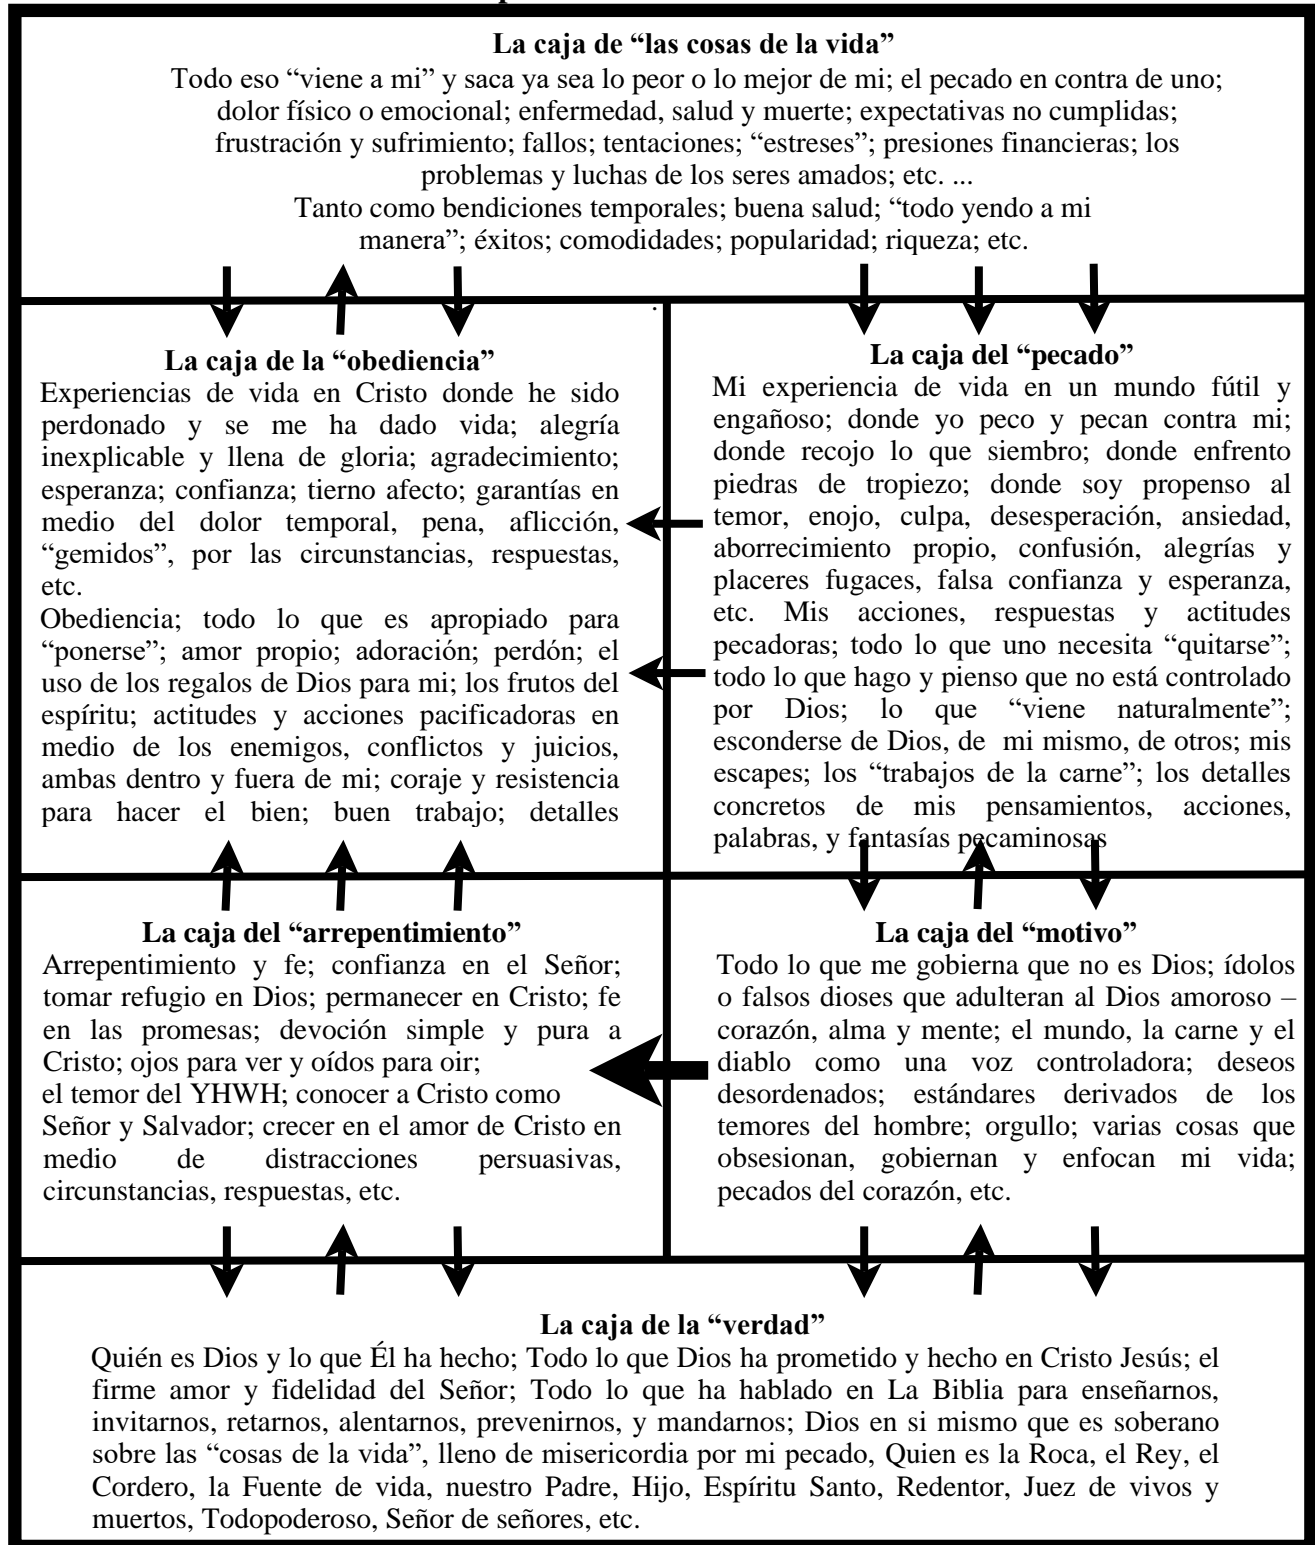 La caja de “las cosas de la vida”
Todo eso “viene a mi” y saca ya sea lo peor o lo mejor de mi; el pecado en contra de uno;
dolor físico o emocional; enfermedad, salud y muerte; expectativas no cumplidas;
frustración y sufrimiento; fallos; tentaciones; “estreses”; presiones financieras; los
problemas y luchas de los seres amados; etc. ...
Tanto como bendiciones temporales; buena salud; “todo yendo a mi
manera”; éxitos; comodidades; popularidad; riqueza; etc.
La caja de la “obediencia”
Experiencias de vida en Cristo donde he sido
perdonado y se me ha dado vida; alegría
inexplicable y llena de gloria; agradecimiento;
esperanza; confianza; tierno afecto; garantías en
medio del dolor temporal, pena, aflicción,
“gemidos”, por las circunstancias, respuestas,
etc.
Obediencia; todo lo que es apropiado para
“ponerse”; amor propio; adoración; perdón; el
uso de los regalos de Dios para mi; los frutos del
espíritu; actitudes y acciones pacificadoras en
medio de los enemigos, conflictos y juicios,
ambas dentro y fuera de mi; coraje y resistencia
para hacer el bien; buen trabajo; detalles
La caja del “pecado”
Mi experiencia de vida en un mundo fútil y
engañoso; donde yo peco y pecan contra mi;
donde recojo lo que siembro; donde enfrento
piedras de tropiezo; donde soy propenso al
temor, enojo, culpa, desesperación, ansiedad,
aborrecimiento propio, confusión, alegrías y
placeres fugaces, falsa confianza y esperanza,
etc. Mis acciones, respuestas y actitudes
pecadoras; todo lo que uno necesita “quitarse”;
todo lo que hago y pienso que no está controlado
por Dios; lo que “viene naturalmente”;
esconderse de Dios, de mi mismo, de otros; mis
escapes; los “trabajos de la carne”; los detalles
concretos de mis pensamientos, acciones,
palabras, y fantasías pecaminosas
La caja del “arrepentimiento”
Arrepentimiento y fe; confianza en el Señor;
tomar refugio en Dios; permanecer en Cristo; fe
en las promesas; devoción simple y pura a
Cristo; ojos para ver y oídos para oir;
el temor del YHWH; conocer a Cristo como
Señor y Salvador; crecer en el amor de Cristo en
medio de distracciones persuasivas,
circunstancias, respuestas, etc.
La caja del “motivo”
Todo lo que me gobierna que no es Dios; ídolos
o falsos dioses que adulteran al Dios amoroso –
corazón, alma y mente; el mundo, la carne y el
diablo como una voz controladora; deseos
desordenados; estándares derivados de los
temores del hombre; orgullo; varias cosas que
obsesionan, gobiernan y enfocan mi vida;
pecados del corazón, etc.
La caja de la “verdad”
Quién es Dios y lo que Él ha hecho; Todo lo que Dios ha prometido y hecho en Cristo Jesús; el
firme amor y fidelidad del Señor; Todo lo que ha hablado en La Biblia para enseñarnos,
invitarnos, retarnos, alentarnos, prevenirnos, y mandarnos; Dios en si mismo que es soberano
sobre las “cosas de la vida”, lleno de misericordia por mi pecado, Quien es la Roca, el Rey, el
Cordero, la Fuente de vida, nuestro Padre, Hijo, Espíritu Santo, Redentor, Juez de vivos y
muertos, Todopoderoso, Señor de señores, etc.